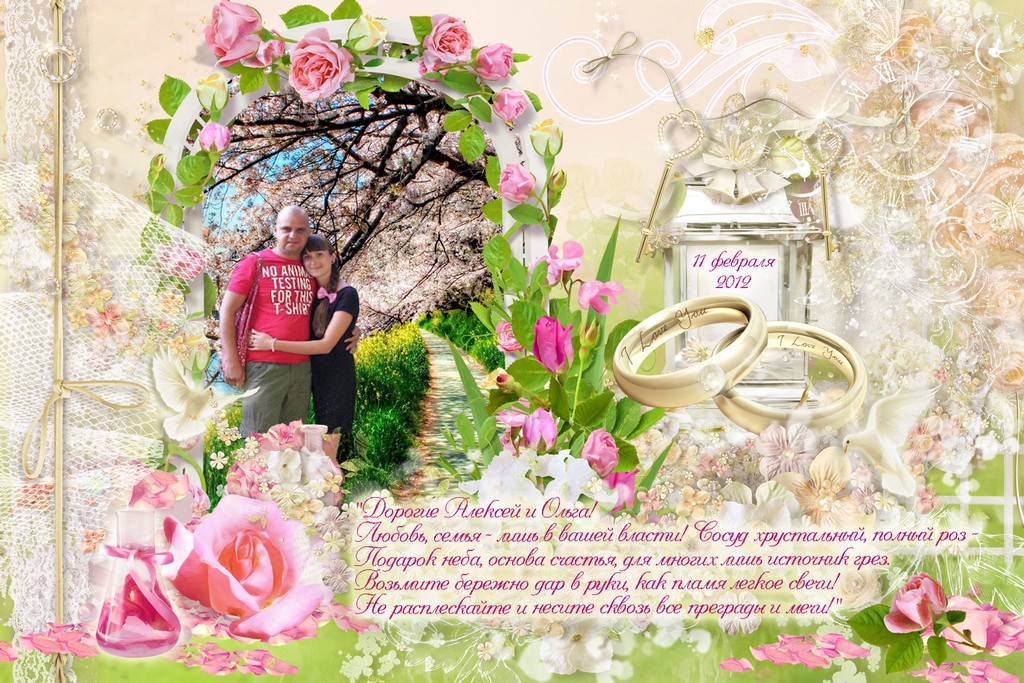 NO ANIMAL
TESTING
FOR THIS
T-SHIRT
11 февраля
2012
I Love You
I Love You
"Дорогие Алексей и Ольга!
Любовь, семья - лишь в вашей власти! Сосуд хрустальный, полный роз -
Подарок неба, основа счастья, для многих лишь источник грез.
Возьмите бережно дар в руки, как пламя легкое свечи!
Не расплескайте и несите сквозь все преграды и мечи!"